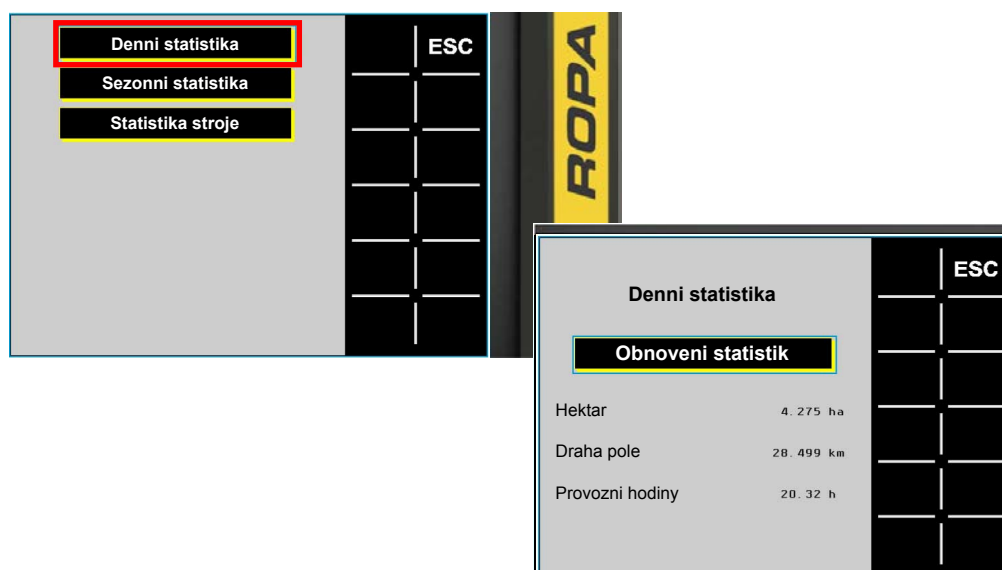 Denni statistika
ESC
Sezonni statistika
Statistika stroje
ROPA
ESC
Denni statistika
Obnoveni statistik
Hektar 4.275 ha
Draha pole 28.499 km
Provozni hodiny 20.32 h